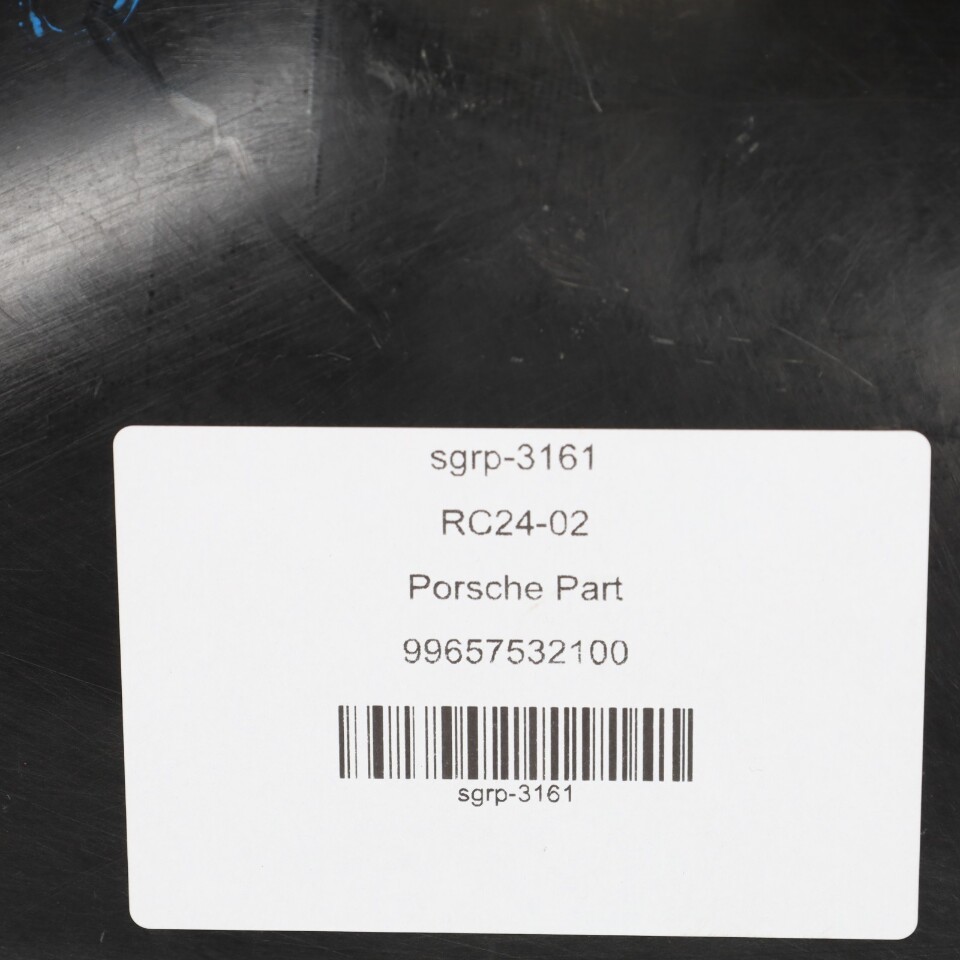 sgrp-3161
RC24-02
Porsche Part
99657532100
sgrp-3161